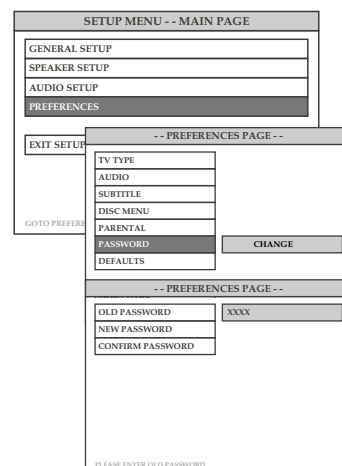 SETUP MENU - - MAIN PAGE
GENERAL SETUP
SPEAKER SETUP
AUDIO SETUP
PREFERENCES
EXIT SETUP
GOTO PREFERE
- - PREFERENCES PAGE - -
TV TYPE
AUDIO
SUBTITLE
DISC MENU
PARENTAL
PASSWORD CHANGE
DEFAULTS
- - PREFERENCES PAGE - -
OLD PASSWORD XXXX
NEW PASSWORD
CONFIRM PASSWORD
PLEASE ENTER OLD PASSWORD